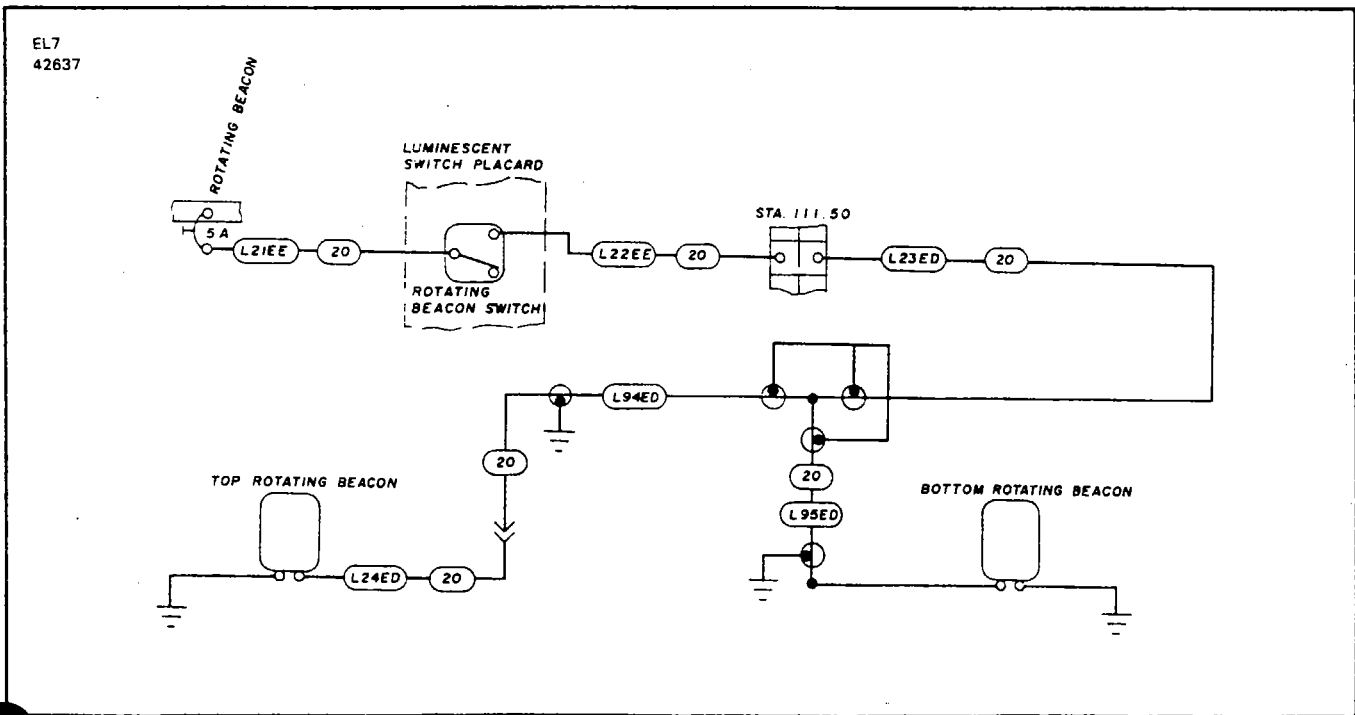 EL7
42637
ROTATING BEACON
5 A
L21EE
20
LUMINESCENT
SWITCH PLACARD
ROTATING
BEACON SWITCH
L22EE
20
STA. 111.50
L23ED
20
L94ED
20
20
L95ED
TOP ROTATING BEACON
L24ED
20
BOTTOM ROTATING BEACON